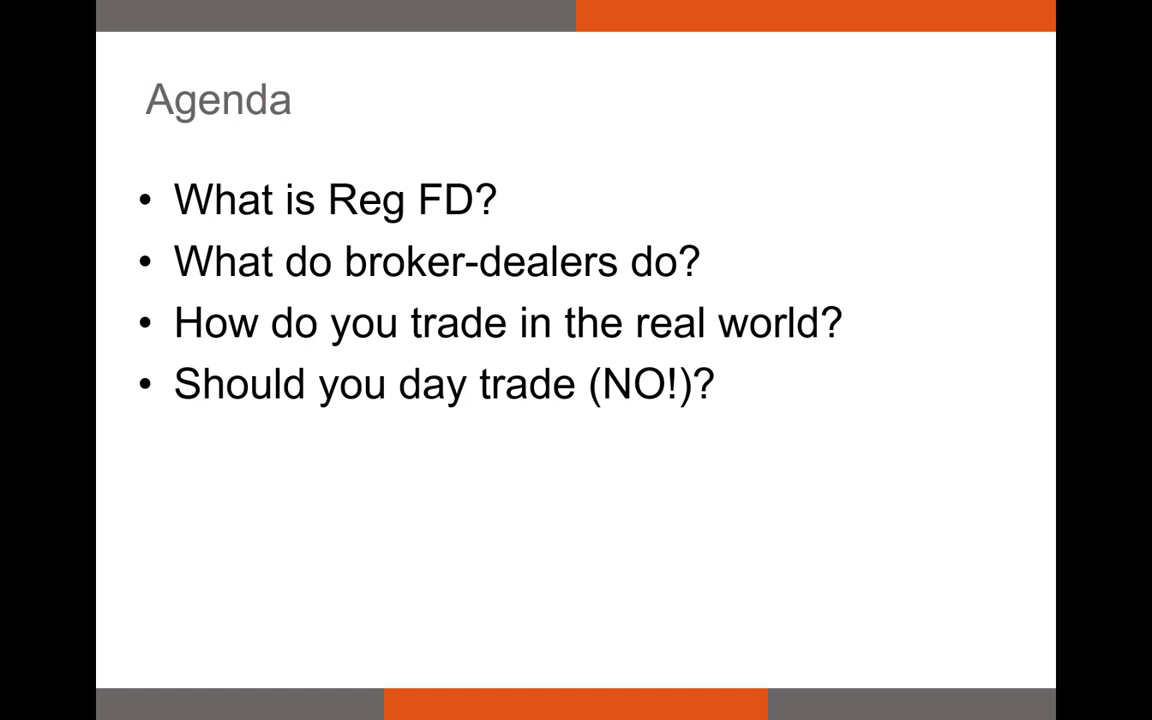 Agenda
• What is Reg FD?
• What do broker-dealers do?
• How do you trade in the real world?
• Should you day trade (NO!)?